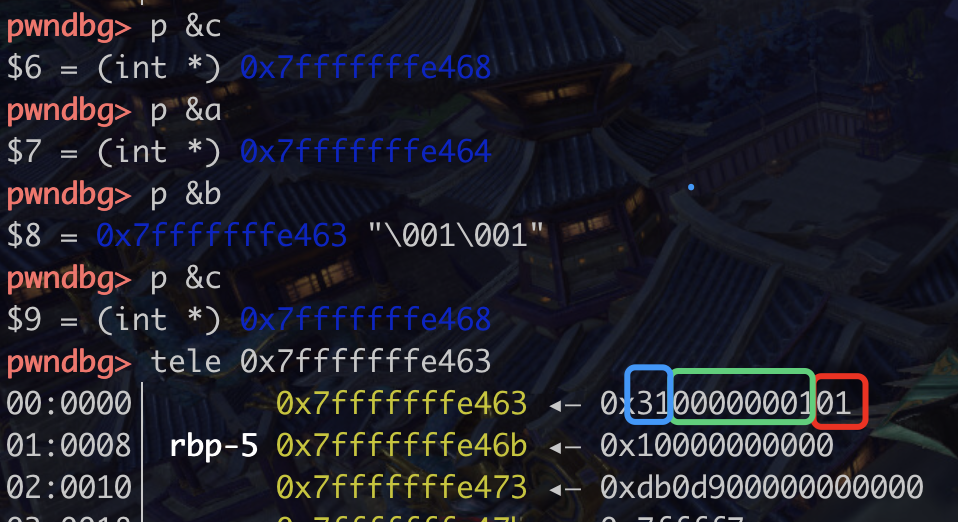 pwndbg> p &c
$6 = (int *) 0x7fffffffe468
pwndbg> p &a
$7 = (int *) 0x7fffffffe464
pwndbg> p &b
$8 = 0x7fffffffe463 "\001\001"
pwndbg> p &c
$9 = (int *) 0x7fffffffe468
pwndbg> tele 0x7fffffffe463
00:0000│ 0x7fffffffe463 ◂— 0x310000000101
01:0008│ rbp-5 0x7fffffffe46b ◂— 0x10000000000
02:0010│ 0x7fffffffe473 ◂— 0xdb0d900000000000